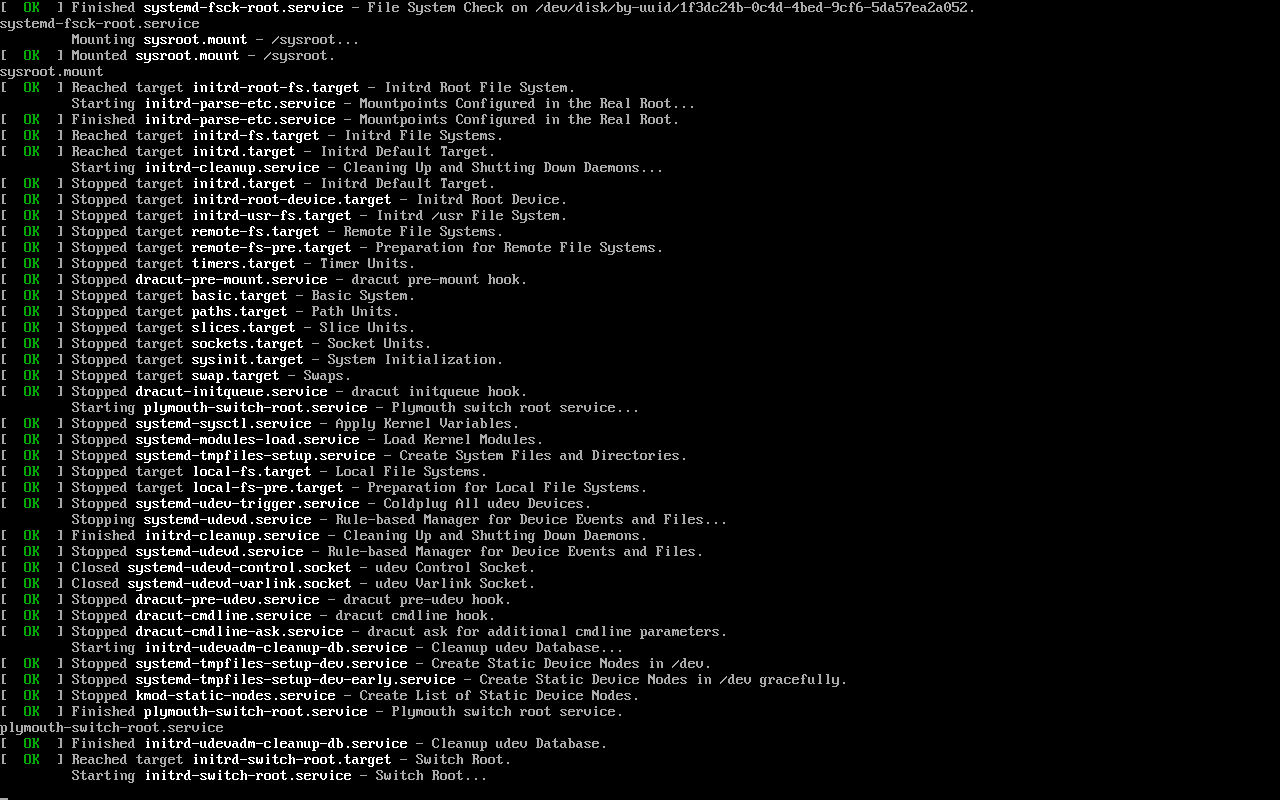 [  OK  ] Finished systemd-fsck-root.service - File System Check on /dev/disk/by-uuid/1f3dc24b-0c4d-4bed-9cf6-5da57ea2a052.
systemd-fsck-root.service
         Mounting sysroot.mount - /sysroot...
[  OK  ] Mounted sysroot.mount - /sysroot.
sysroot.mount
[  OK  ] Reached target initrd-root-fs.target - Initrd Root File System.
         Starting initrd-parse-etc.service - Mountpoints Configured in the Real Root...
[  OK  ] Finished initrd-parse-etc.service - Mountpoints Configured in the Real Root.
[  OK  ] Reached target initrd-fs.target - Initrd File Systems.
[  OK  ] Reached target initrd.target - Initrd Default Target.
         Starting initrd-cleanup.service - Cleaning Up and Shutting Down Daemons...
[  OK  ] Stopped target initrd.target - Initrd Default Target.
[  OK  ] Stopped target initrd-root-device.target - Initrd Root Device.
[  OK  ] Stopped target initrd-usr-fs.target - Initrd /usr File System.
[  OK  ] Stopped target remote-fs.target - Remote File Systems.
[  OK  ] Stopped target remote-fs-pre.target - Preparation for Remote File Systems.
[  OK  ] Stopped target timers.target - Timer Units.
[  OK  ] Stopped dracut-pre-mount.service - dracut pre-mount hook.
[  OK  ] Stopped target basic.target - Basic System.
[  OK  ] Stopped target paths.target - Path Units.
[  OK  ] Stopped target slices.target - Slice Units.
[  OK  ] Stopped target sockets.target - Socket Units.
[  OK  ] Stopped target sysinit.target - System Initialization.
[  OK  ] Stopped target swap.target - Swaps.
[  OK  ] Stopped dracut-initqueue.service - dracut initqueue hook.
         Starting plymouth-switch-root.service - Plymouth switch root service...
[  OK  ] Stopped systemd-sysctl.service - Apply Kernel Variables.
[  OK  ] Stopped systemd-modules-load.service - Load Kernel Modules.
[  OK  ] Stopped systemd-tmpfiles-setup.service - Create System Files and Directories.
[  OK  ] Stopped target local-fs.target - Local File Systems.
[  OK  ] Stopped target local-fs-pre.target - Preparation for Local File Systems.
[  OK  ] Stopped systemd-udev-trigger.service - Coldplug All udev Devices.
         Stopping systemd-udevd.service - Rule-based Manager for Device Events and Files...
[  OK  ] Finished initrd-cleanup.service - Cleaning Up and Shutting Down Daemons.
[  OK  ] Stopped systemd-udevd.service - Rule-based Manager for Device Events and Files.
[  OK  ] Closed systemd-udevd-control.socket - udev Control Socket.
[  OK  ] Closed systemd-udevd-varlink.socket - udev Varlink Socket.
[  OK  ] Stopped dracut-pre-udev.service - dracut pre-udev hook.
[  OK  ] Stopped dracut-cmdline.service - dracut cmdline hook.
[  OK  ] Stopped dracut-cmdline-ask.service - dracut ask for additional cmdline parameters.
         Starting initrd-udevadm-cleanup-db.service - Cleanup udev Database...
[  OK  ] Stopped systemd-tmpfiles-setup-dev.service - Create Static Device Nodes in /dev.
[  OK  ] Stopped systemd-tmpfiles-setup-dev-early.service - Create Static Device Nodes in /dev gracefully.
[  OK  ] Stopped kmod-static-nodes.service - Create List of Static Device Nodes.
[  OK  ] Finished plymouth-switch-root.service - Plymouth switch root service.
plymouth-switch-root.service
[  OK  ] Finished initrd-udevadm-cleanup-db.service - Cleanup udev Database.
[  OK  ] Reached target initrd-switch-root.target - Switch Root.
         Starting initrd-switch-root.service - Switch Root...